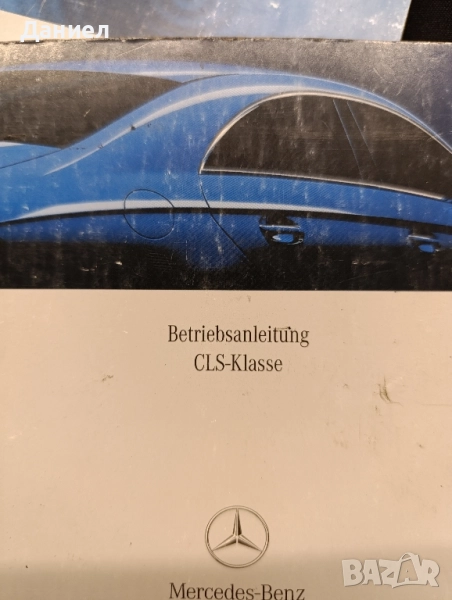 Даниел
Betriebsanleitung
CLS-Klasse
Mercedes-Benz
BAZAR